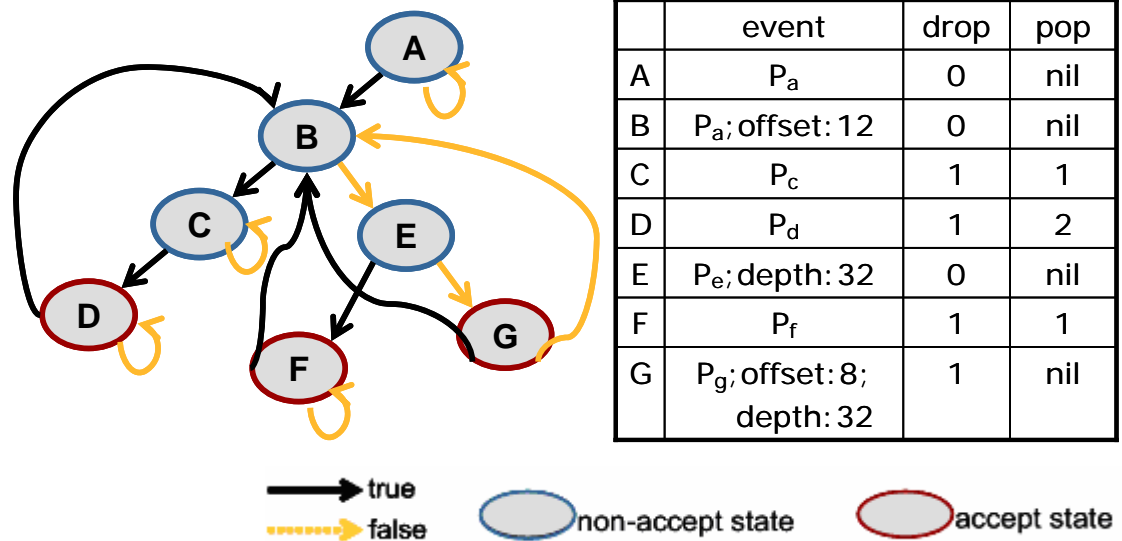 A
B
C
E
D
G
F
event drop pop
A Pa 0 nil
B Pa;offset:12 0 nil
C Pc 1 1
D Pd 1 2
E Pe;depth:32 0 nil
F Pf 1 1
G Pg;offset:8; 1 nil
depth:32
true
false
non-accept state
accept state